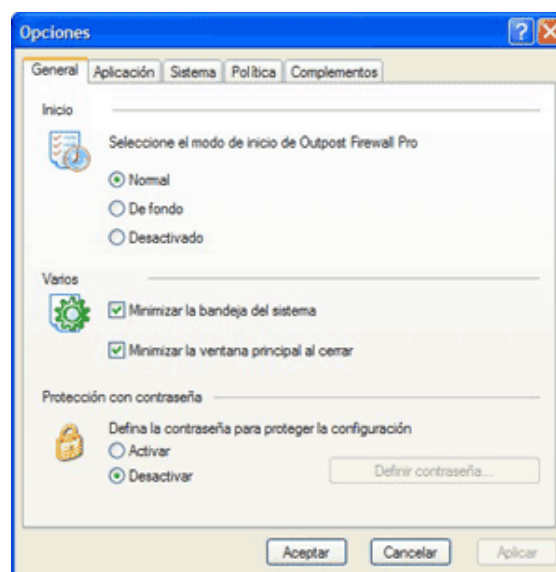 Opciones
General Aplicación Sistema Política Complementos
Inicio
Seleccione el modo de inicio de Outpost Firewall Pro
Normal
De fondo
Desactivado
Varios
Minimizar la bandeja del sistema
Minimizar la ventana principal al cerrar
Protección con contraseña
Defina la contraseña para proteger la configuración
Activar
Desactivar
Definir contraseña...
Aceptar Cancelar Aplicar